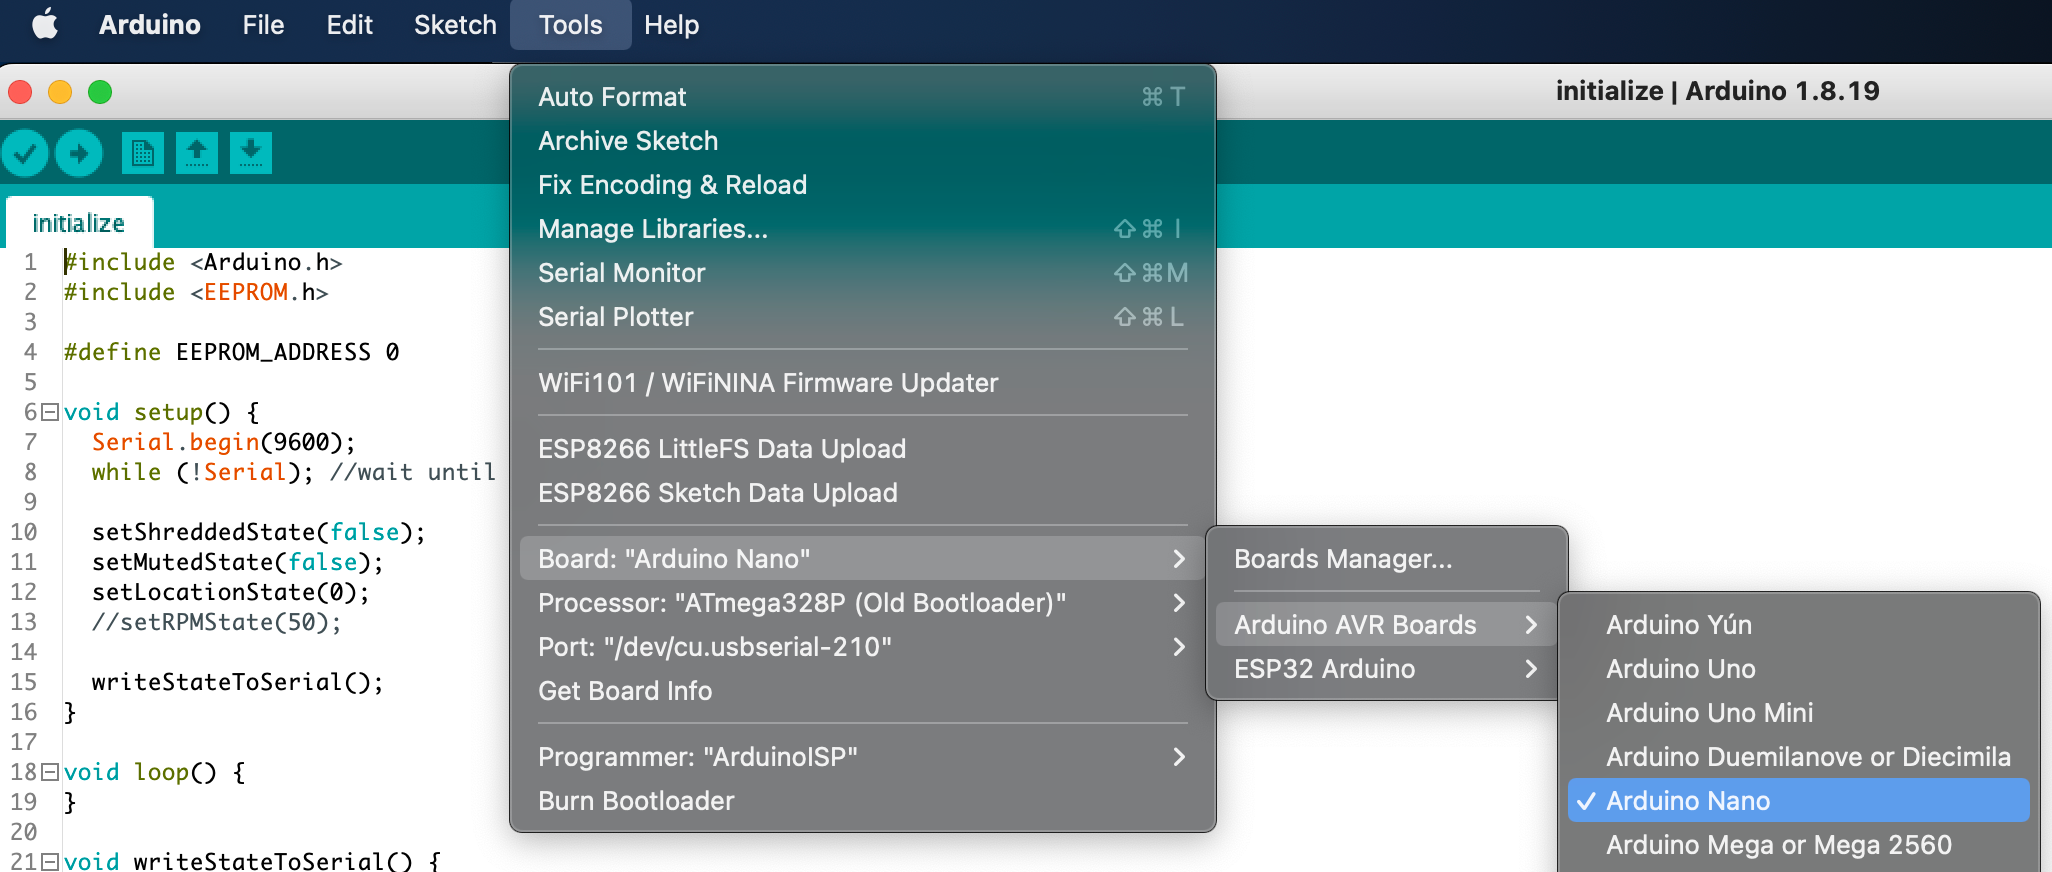 Arduino File Edit Sketch Tools Help
initialize | Arduino 1.8.19
initialize
1 #include <Arduino.h>
2 #include <EEPROM.h>
3
4 #define EEPROM_ADDRESS 0
5
6 void setup() {
7 Serial.begin(9600);
8 while (!Serial); //wait until
9
10 setShreddedState(false);
11 setMutedState(false);
12 setLocationState(0);
13 //setRPMState(50);
14
15 writeStateToSerial();
16 }
17
18 void loop() {
19 }
20
21 void writeStateToSerial() {
Auto Format ⌘ T
Archive Sketch
Fix Encoding & Reload
Manage Libraries... ⇧ ⌘ I
Serial Monitor ⇧ ⌘ M
Serial Plotter ⇧ ⌘ L
WiFi101 / WiFiNINA Firmware Updater
ESP8266 LittleFS Data Upload
ESP8266 Sketch Data Upload
Board: "Arduino Nano"
Processor: "ATmega328P (Old Bootloader)"
Port: "/dev/cu.usbserial-210"
Get Board Info
Programmer: "ArduinoISP"
Burn Bootloader
Boards Manager...
Arduino AVR Boards
ESP32 Arduino
Arduino Yún
Arduino Uno
Arduino Uno Mini
Arduino Duemilanove or Diecimila
✓ Arduino Nano
Arduino Mega or Mega 2560